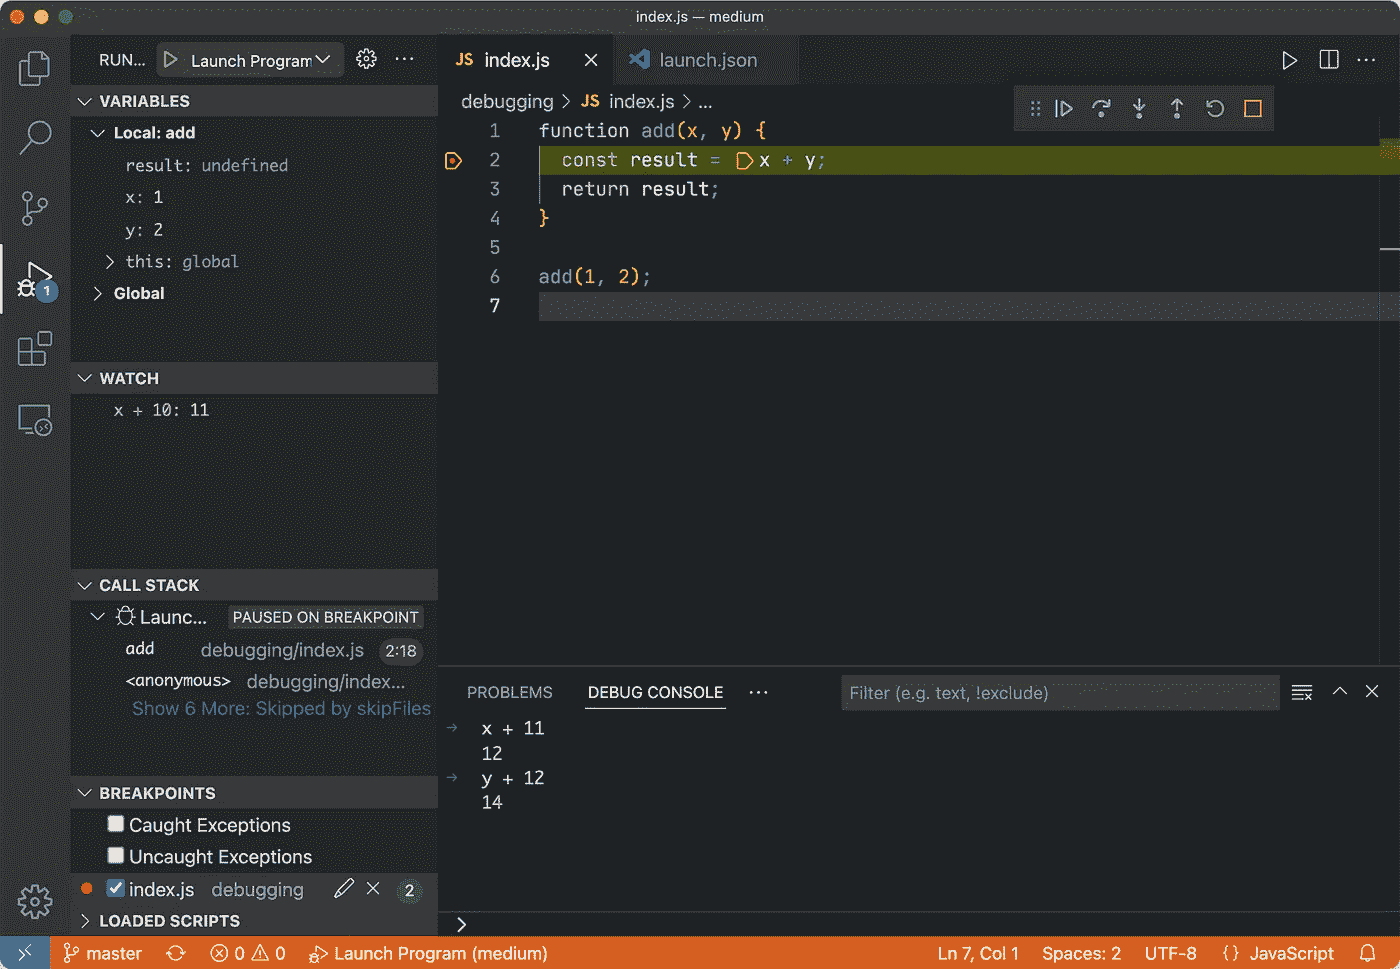 index.js — medium
RUN... Launch Program
index.js launch.json
debugging > JS index.js > ...
VARIABLES
Local: add
result: undefined
x: 1
y: 2
this: global
Global
WATCH
x + 10: 11
CALL STACK
Launc... PAUSED ON BREAKPOINT
add debugging/index.js 2:18
<anonymous> debugging/index...
Show 6 More: Skipped by skipFiles
BREAKPOINTS
Caught Exceptions
Uncaught Exceptions
index.js debugging 2
LOADED SCRIPTS
1
JS
1 function add(x, y) {
2 const result = x + y;
3 return result;
4 }
5
6 add(1, 2);
7
PROBLEMS DEBUG CONSOLE ... Filter (e.g. text, !exclude)
x + 11
12
y + 12
14
master 0 0 Launch Program (medium) Ln 7, Col 1 Spaces: 2 UTF-8 {} JavaScript